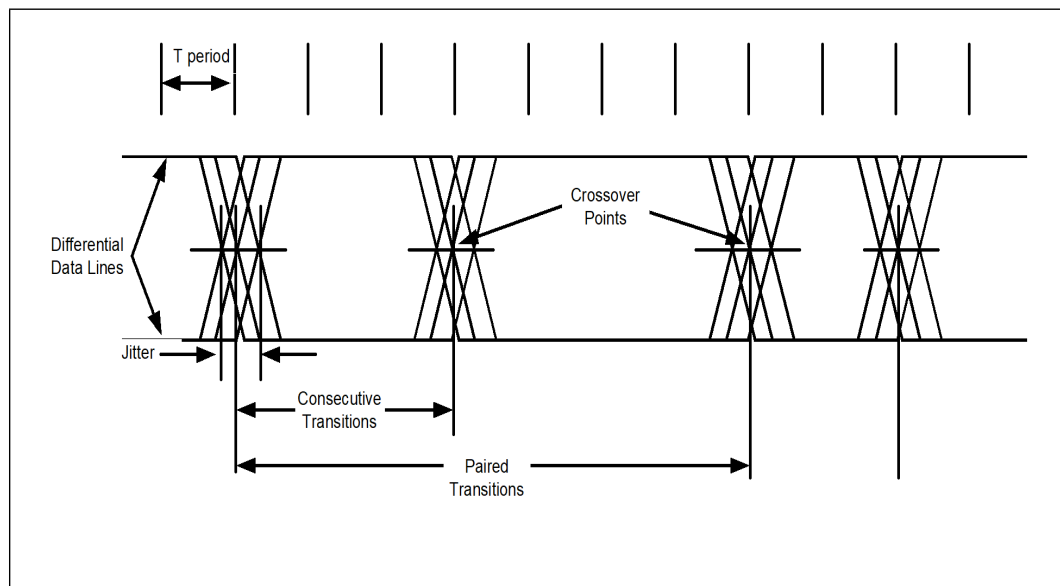 T period
Crossover
Points
Differential
Data Lines
Jitter
Consecutive
Transitions
Paired
Transitions